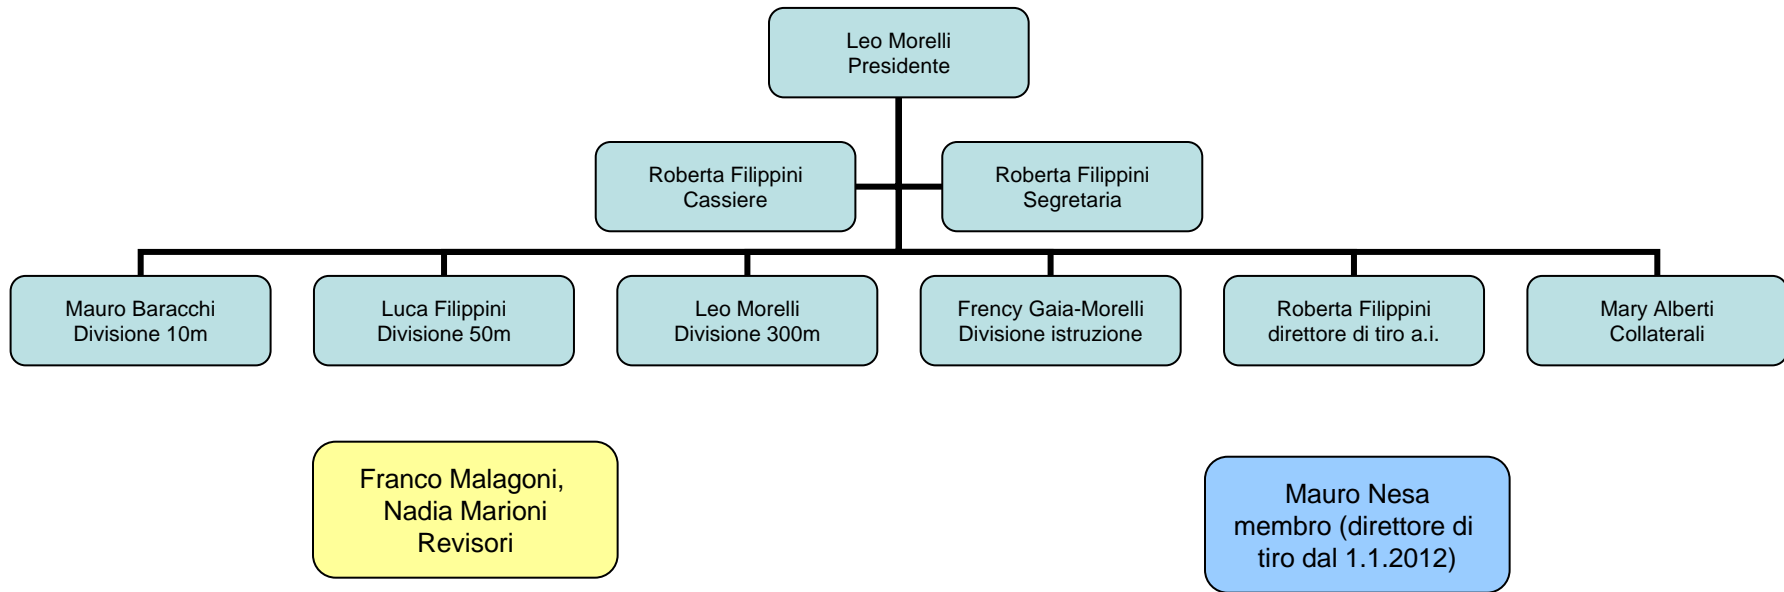 Leo Morelli
Presidente
Roberta Filippini
Cassiere
Roberta Filippini
Segretaria
Mauro Baracchi
Divisione 10m
Luca Filippini
Divisione 50m
Leo Morelli
Divisione 300m
Frency Gaia-Morelli
Divisione istruzione
Roberta Filippini
direttore di tiro a.i.
Mary Alberti
Collaterali
Franco Malagoni,
Nadia Marioni
Revisori
Mauro Nesa
membro (direttore di
tiro dal 1.1.2012)